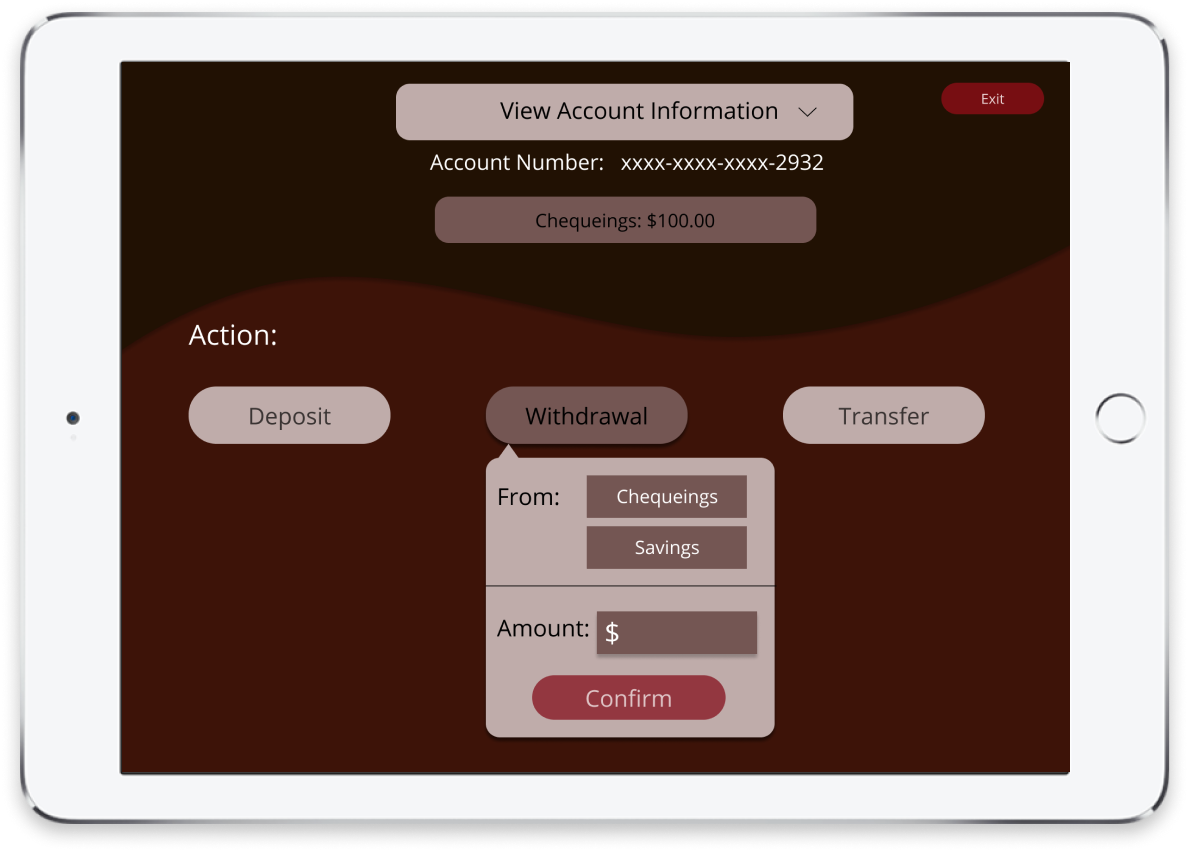 View Account Information
Exit
Account Number: xxxx-xxxx-xxxx-2932
Chequeings: $100.00
Action:
Deposit
Withdrawal
Transfer
From:
Chequeings
Savings
Amount: $
Confirm